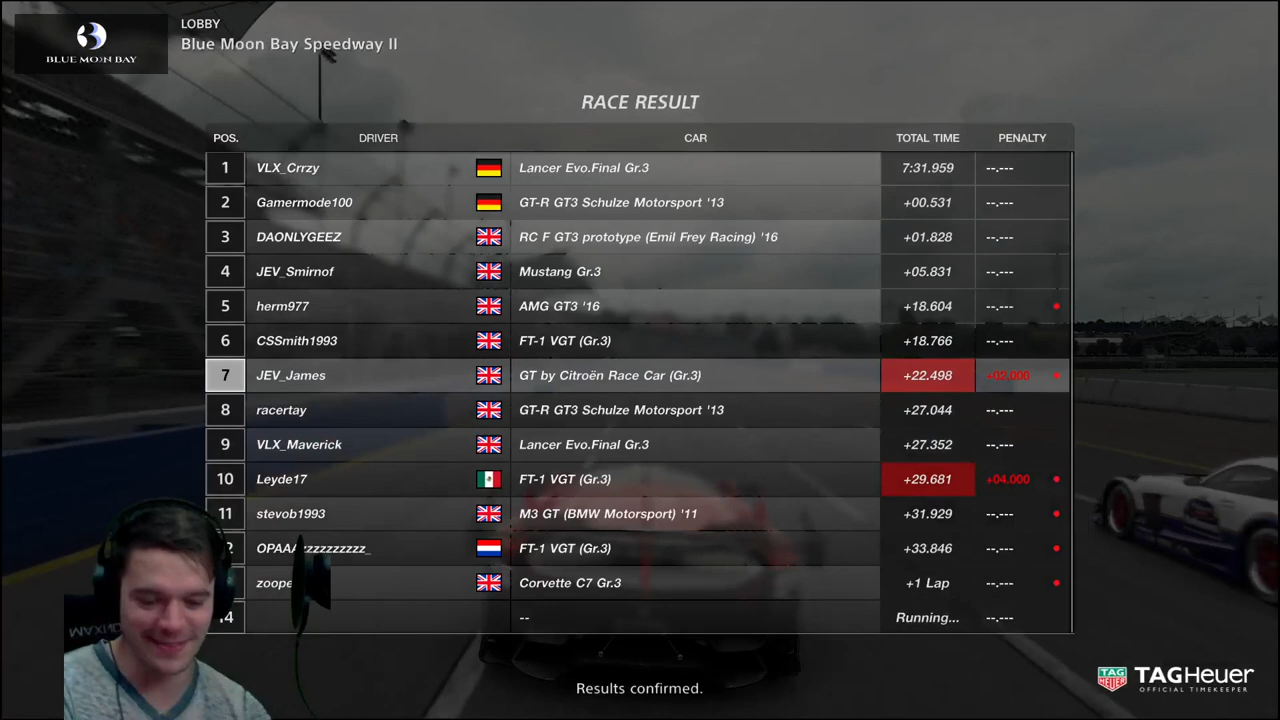 LOBBY
Blue Moon Bay Speedway II
BLUE MOON BAY
RACE RESULT
POS. DRIVER CAR TOTAL TIME PENALTY
1 VLX_Crrzy Lancer Evo.Final Gr.3 7:31.959 --.---
2 Gamermode100 GT-R GT3 Schulze Motorsport '13 +00.531 --.---
3 DAONLYGEEZ RC F GT3 prototype (Emil Frey Racing) '16 +01.828 --.---
4 JEV_Smirnof Mustang Gr.3 +05.831 --.---
5 herm977 AMG GT3 '16 +18.604 --.---
6 CSSmith1993 FT-1 VGT (Gr.3) +18.766 --.---
7 JEV_James GT by Citroën Race Car (Gr.3) +22.498 +02.000
8 racertay GT-R GT3 Schulze Motorsport '13 +27.044 --.---
9 VLX_Maverick Lancer Evo.Final Gr.3 +27.352 --.---
10 Leyde17 FT-1 VGT (Gr.3) +29.681 +04.000
11 stevob1993 M3 GT (BMW Motorsport) '11 +31.929 --.---
2 OPAAAzzzzzzzzzz_ FT-1 VGT (Gr.3) +33.846 --.---
zoope Corvette C7 Gr.3 +1 Lap --.---
14 -- Running... --.---
Results confirmed.
TAG HEUER
TAGHeuer
OFFICIAL TIMEKEEPER